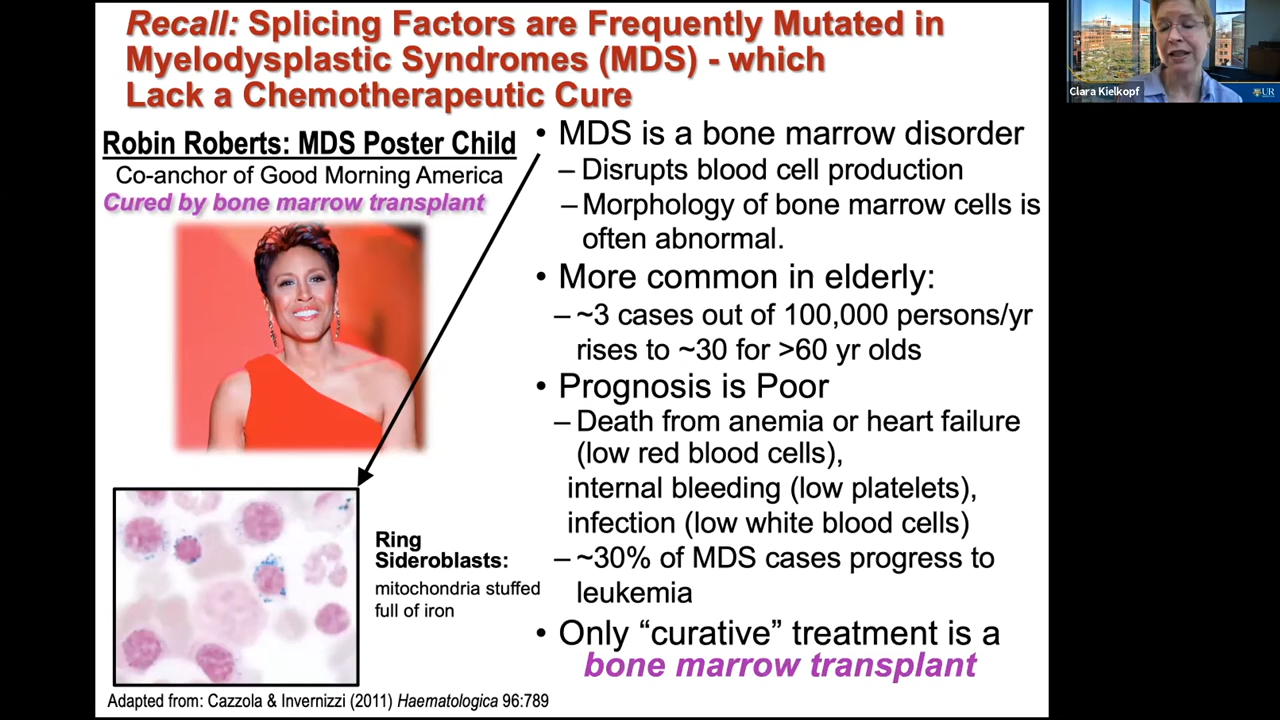 Recall: Splicing Factors are Frequently Mutated in
Myelodysplastic Syndromes (MDS) - which
Lack a Chemotherapeutic Cure
Robin Roberts: MDS Poster Child
Co-anchor of Good Morning America
Cured by bone marrow transplant
Ring
Sideroblasts:
mitochondria stuffed
full of iron
Adapted from: Cazzola & Invernizzi (2011) Haematologica 96:789
• MDS is a bone marrow disorder
– Disrupts blood cell production
– Morphology of bone marrow cells is
often abnormal.
• More common in elderly:
– ~3 cases out of 100,000 persons/yr
rises to ~30 for >60 yr olds
• Prognosis is Poor
– Death from anemia or heart failure
(low red blood cells),
internal bleeding (low platelets),
infection (low white blood cells)
– ~30% of MDS cases progress to
leukemia
• Only “curative” treatment is a
bone marrow transplant
Clara Kielkopf
UR